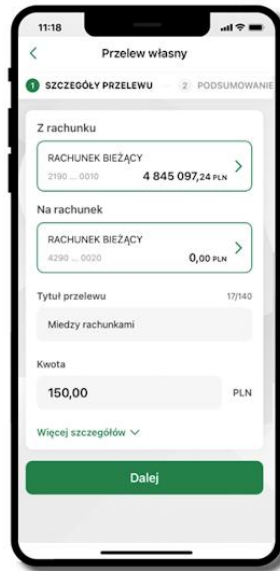 11:18
Przelew własny
1 SZCZEGÓŁY PRZELEWU 2 PODSUMOWANIE
Z rachunku
RACHUNEK BIEŻĄCY
2190 ... 0010 4 845 097,24 PLN
Na rachunek
RACHUNEK BIEŻĄCY
4290 ... 0020 0,00 PLN
Tytuł przelewu 17/140
Miedzy rachunkami
Kwota
150,00 PLN
Więcej szczegółów
Dalej